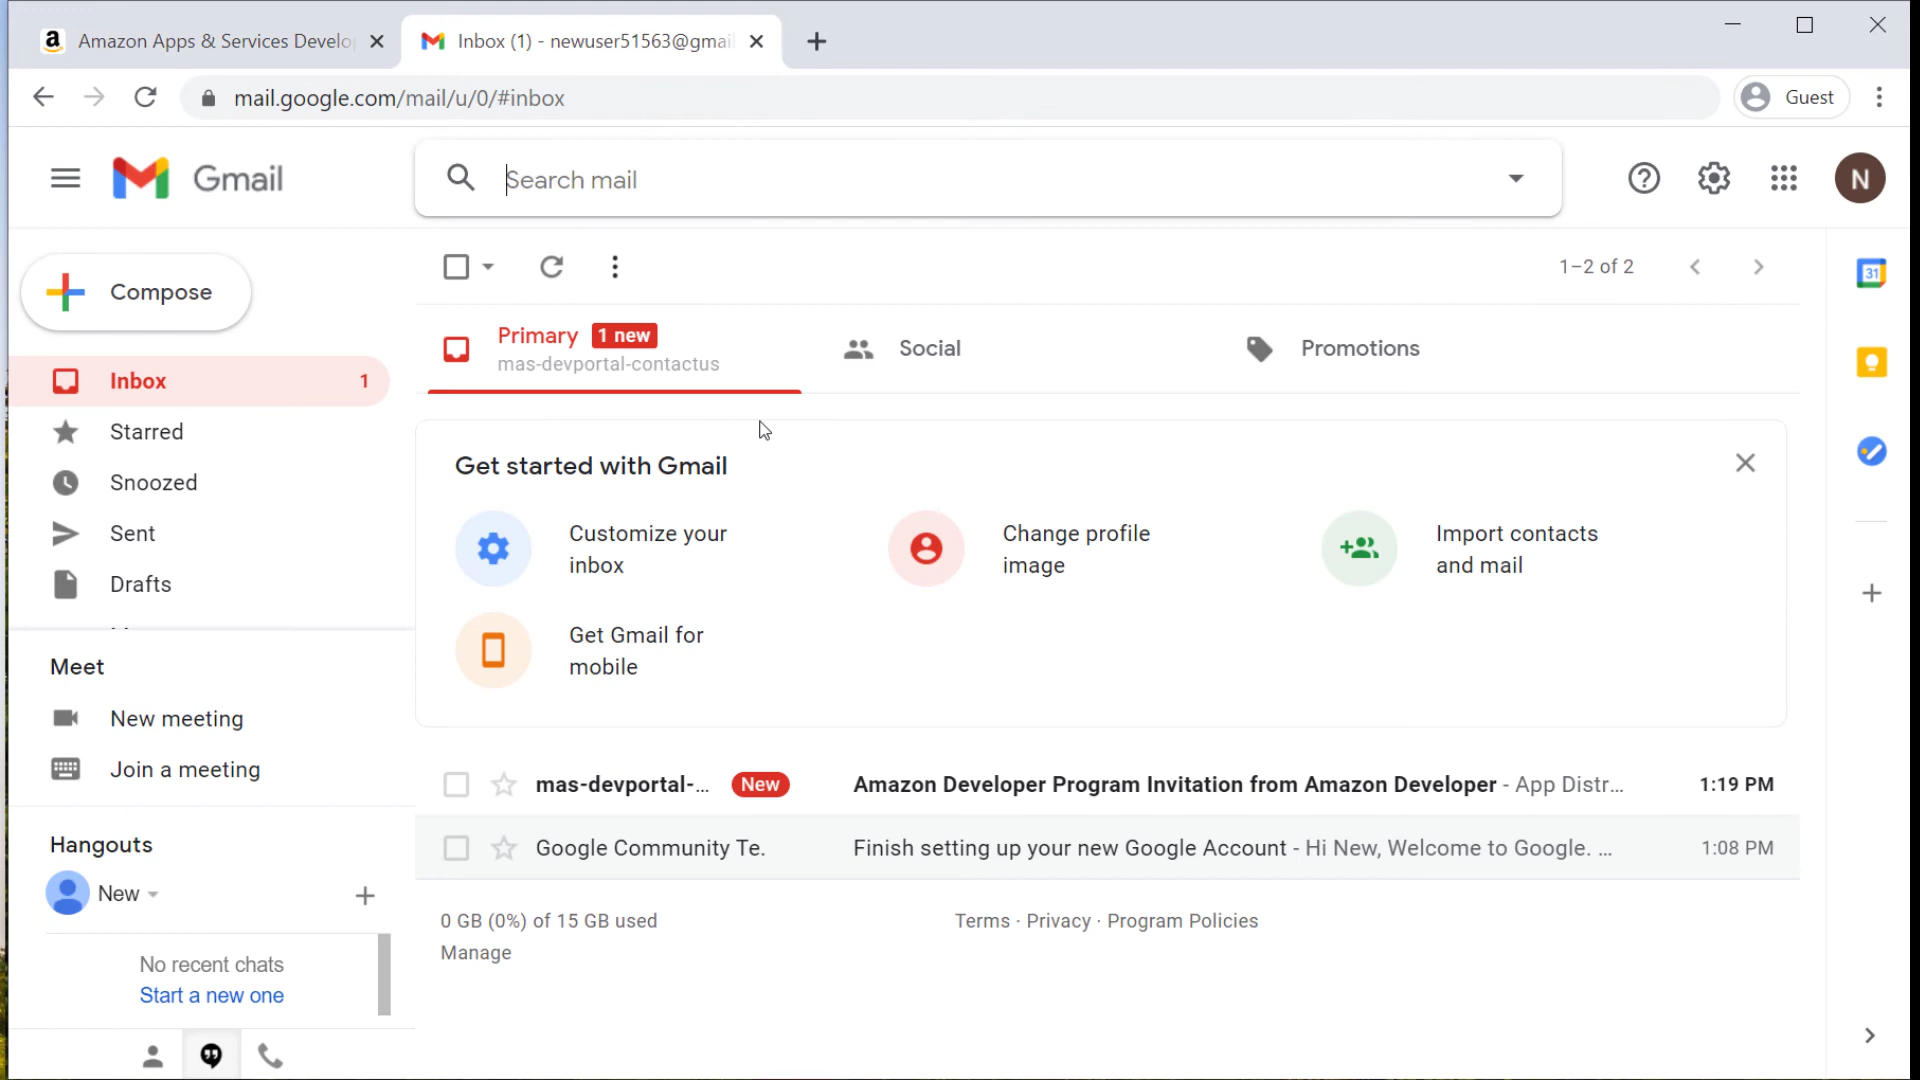 Amazon Apps & Services Develo
Inbox (1) - newuser51563@gmai
mail.google.com/mail/u/0/#inbox
Guest
Gmail
Search mail
N
Compose
1–2 of 2
31
Primary 1 new
mas-devportal-contactus
Social
Promotions
Inbox 1
Starred
Snoozed
Sent
Drafts
Get started with Gmail
Customize your
inbox
Change profile
image
Import contacts
and mail
Get Gmail for
mobile
Meet
New meeting
Join a meeting
mas-devportal-... New Amazon Developer Program Invitation from Amazon Developer - App Distr... 1:19 PM
Google Community Te. Finish setting up your new Google Account - Hi New, Welcome to Google. ... 1:08 PM
Hangouts
New
No recent chats
Start a new one
0 GB (0%) of 15 GB used
Manage
Terms · Privacy · Program Policies